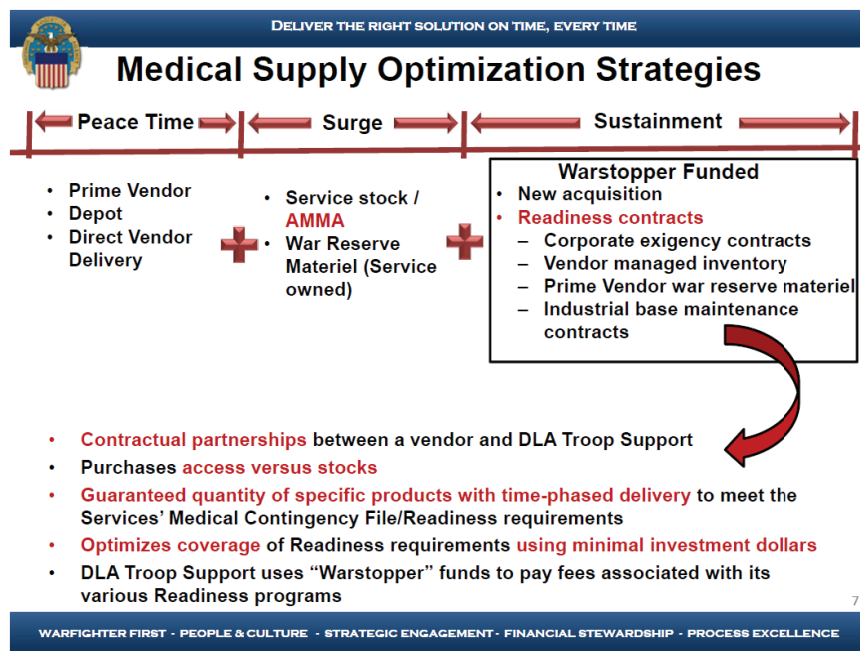 DELIVER THE RIGHT SOLUTION ON TIME, EVERY TIME
Medical Supply Optimization Strategies
Peace Time
Surge
Sustainment
• Prime Vendor
• Depot
• Direct Vendor
Delivery
• Service stock /
AMMA
• War Reserve
Materiel (Service
owned)
Warstopper Funded
• New acquisition
• Readiness contracts
– Corporate exigency contracts
– Vendor managed inventory
– Prime Vendor war reserve materiel
– Industrial base maintenance
contracts
• Contractual partnerships between a vendor and DLA Troop Support
• Purchases access versus stocks
• Guaranteed quantity of specific products with time-phased delivery to meet the
Services’ Medical Contingency File/Readiness requirements
• Optimizes coverage of Readiness requirements using minimal investment dollars
• DLA Troop Support uses “Warstopper” funds to pay fees associated with its
various Readiness programs
7
WARFIGHTER FIRST - PEOPLE & CULTURE - STRATEGIC ENGAGEMENT - FINANCIAL STEWARDSHIP - PROCESS EXCELLENCE